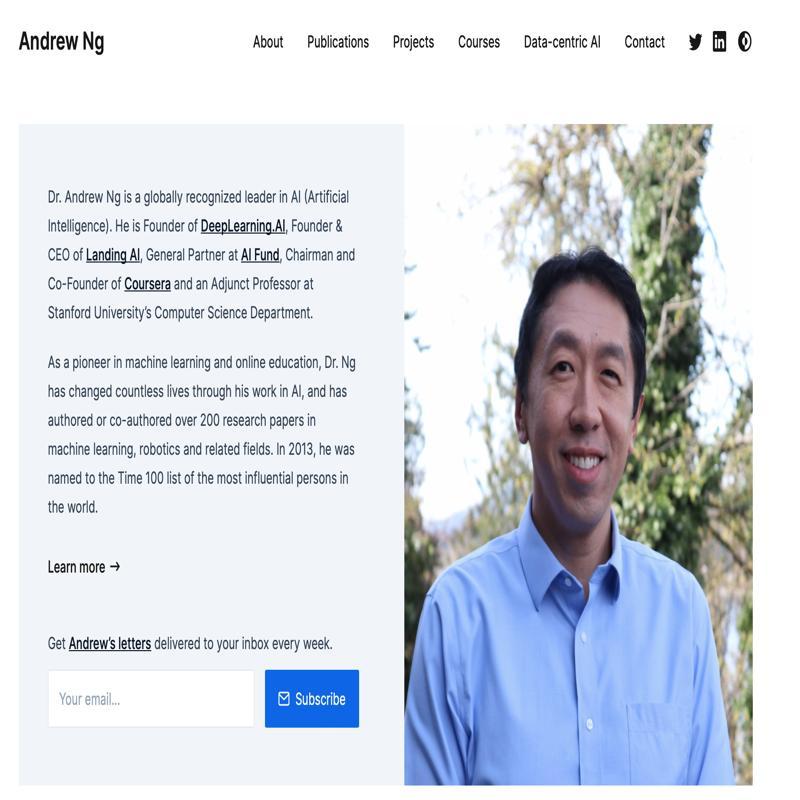 Andrew Ng
About Publications Projects Courses Data-centric AI Contact
Dr. Andrew Ng is a globally recognized leader in AI (Artificial
Intelligence). He is Founder of DeepLearning.AI, Founder &
CEO of Landing AI, General Partner at AI Fund, Chairman and
Co-Founder of Coursera and an Adjunct Professor at
Stanford University's Computer Science Department.
As a pioneer in machine learning and online education, Dr. Ng
has changed countless lives through his work in AI, and has
authored or co-authored over 200 research papers in
machine learning, robotics and related fields. In 2013, he was
named to the Time 100 list of the most influential persons in
the world.
Learn more →
Get Andrew's letters delivered to your inbox every week.
Your email... Subscribe